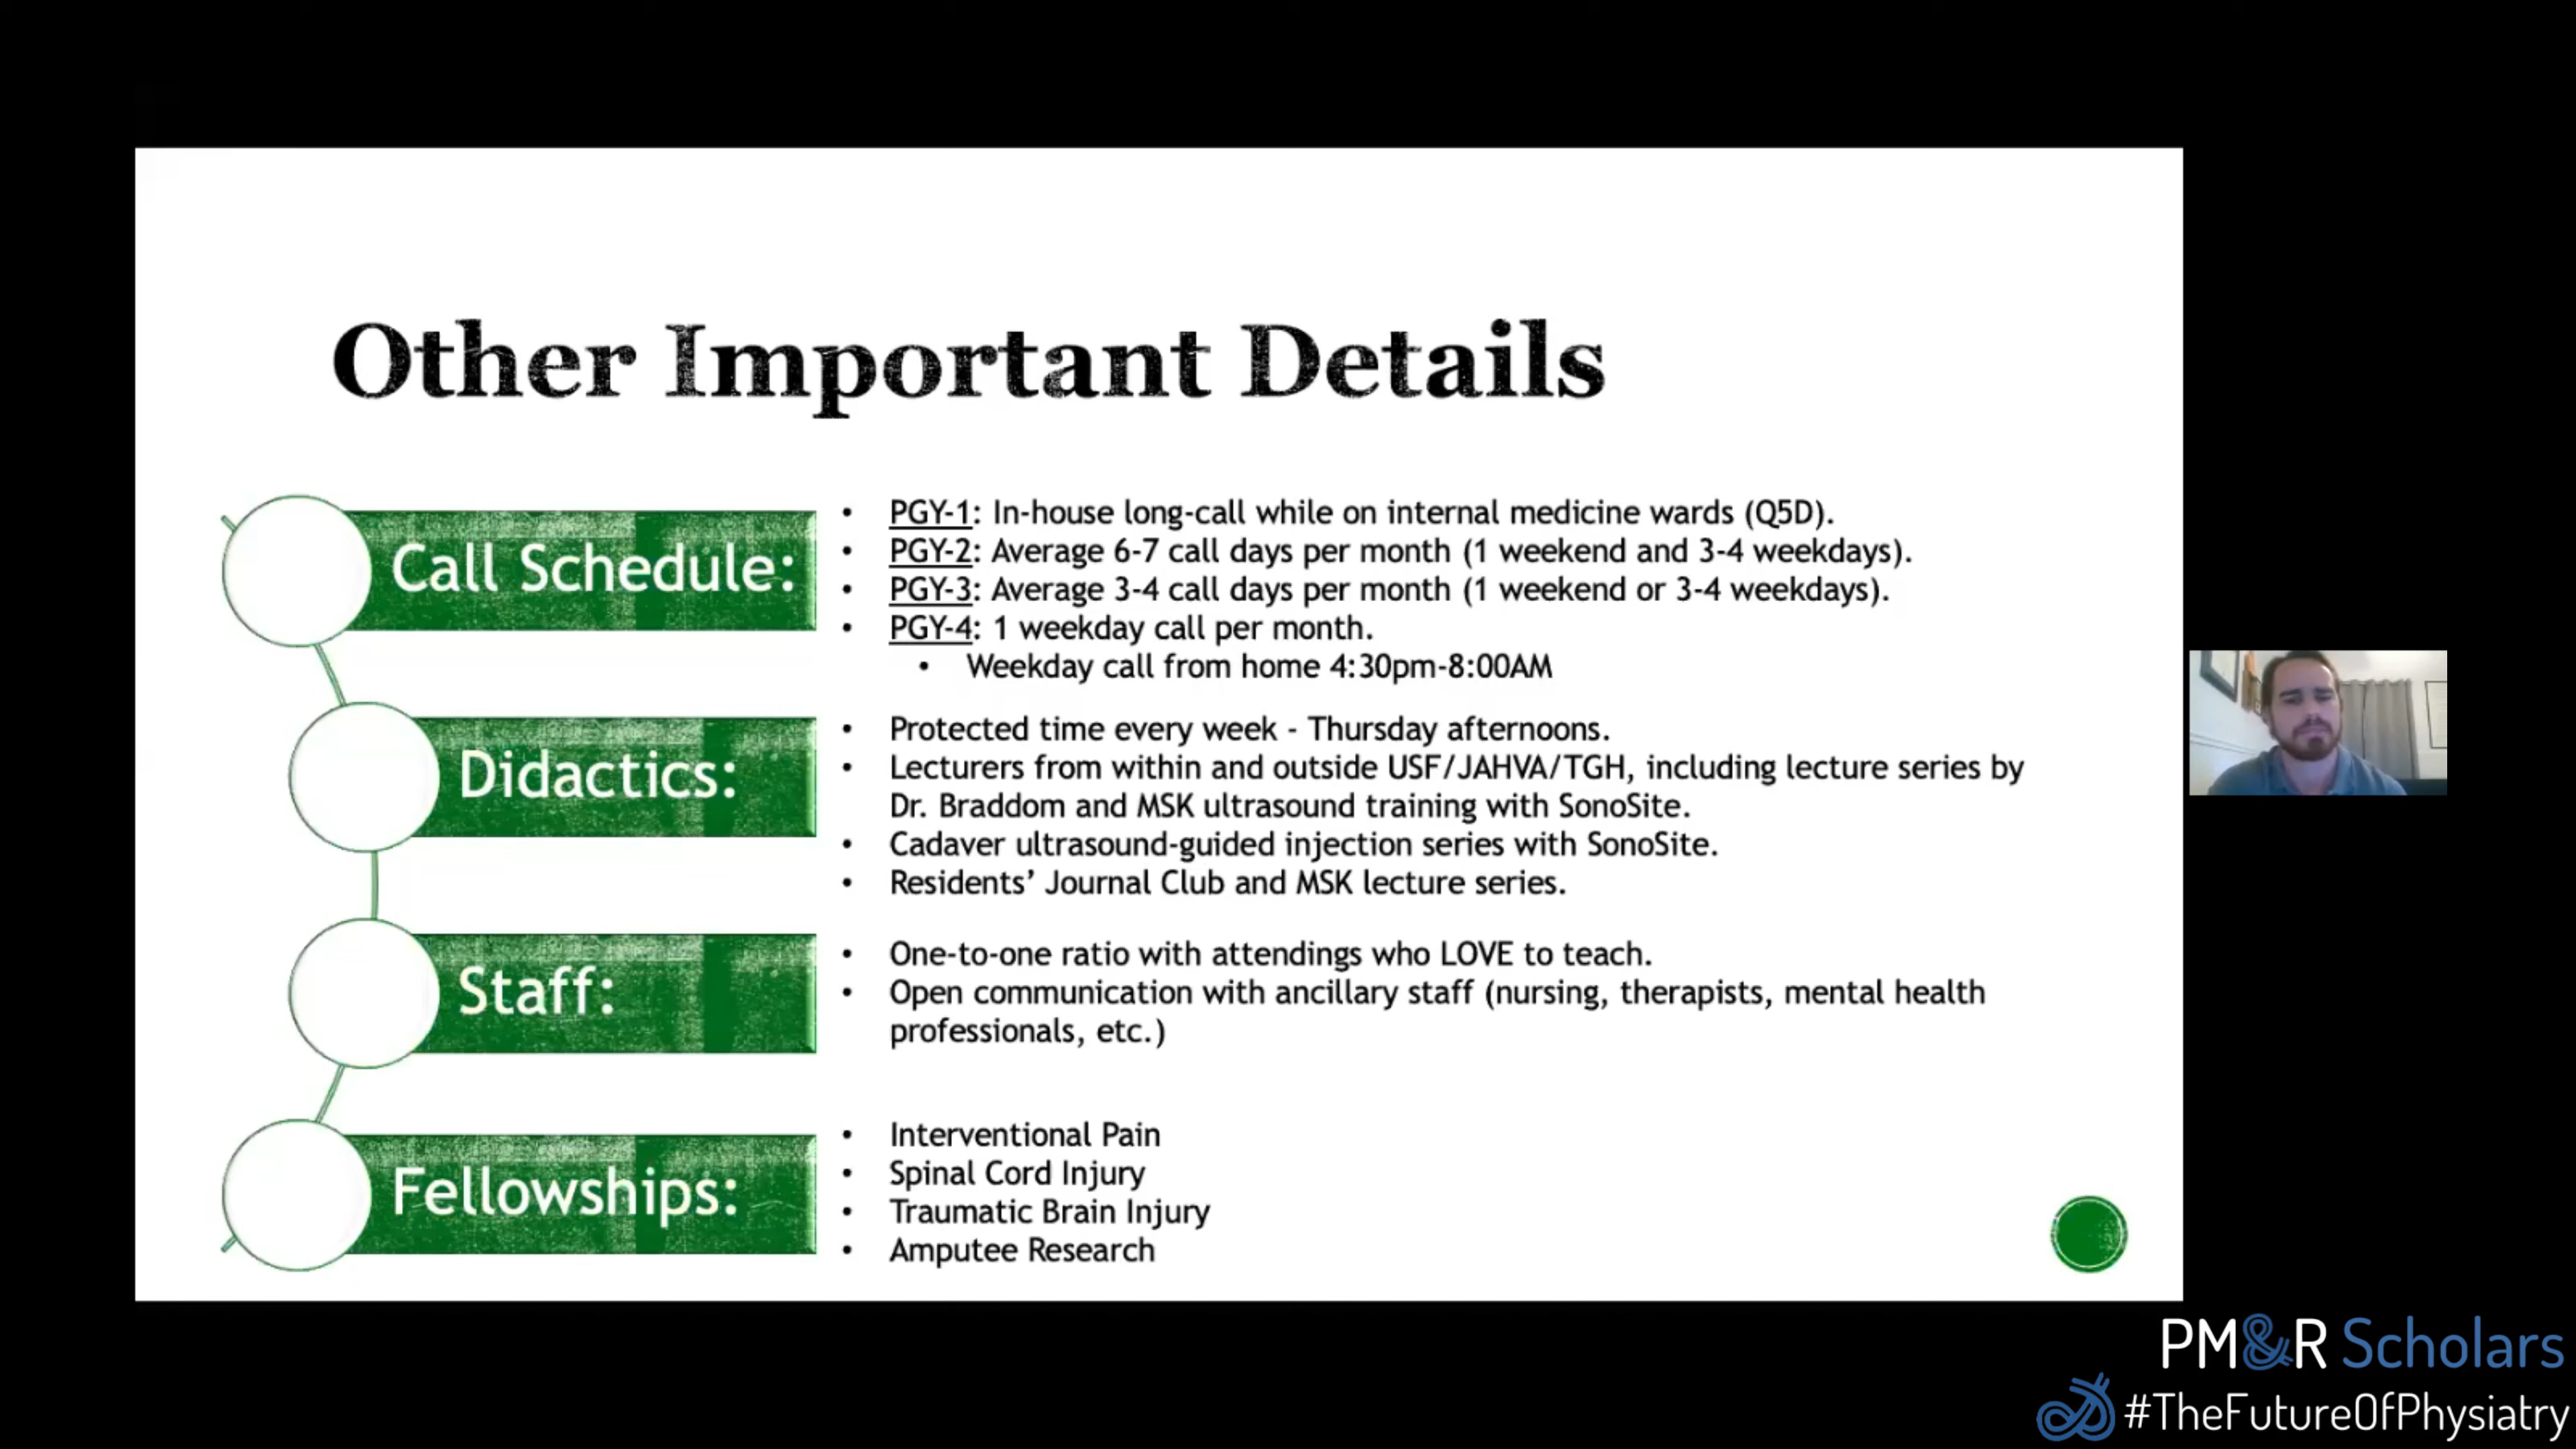 Other Important Details
Call Schedule:
• PGY-1: In-house long-call while on internal medicine wards (Q5D).
• PGY-2: Average 6-7 call days per month (1 weekend and 3-4 weekdays).
• PGY-3: Average 3-4 call days per month (1 weekend or 3-4 weekdays).
• PGY-4: 1 weekday call per month.
• Weekday call from home 4:30pm-8:00AM
Didactics:
• Protected time every week - Thursday afternoons.
• Lecturers from within and outside USF/JAHVA/TGH, including lecture series by
Dr. Braddom and MSK ultrasound training with SonoSite.
• Cadaver ultrasound-guided injection series with SonoSite.
• Residents’ Journal Club and MSK lecture series.
Staff:
• One-to-one ratio with attendings who LOVE to teach.
• Open communication with ancillary staff (nursing, therapists, mental health
professionals, etc.)
Fellowships:
• Interventional Pain
• Spinal Cord Injury
• Traumatic Brain Injury
• Amputee Research
PM&R Scholars
#TheFutureOfPhysiatry